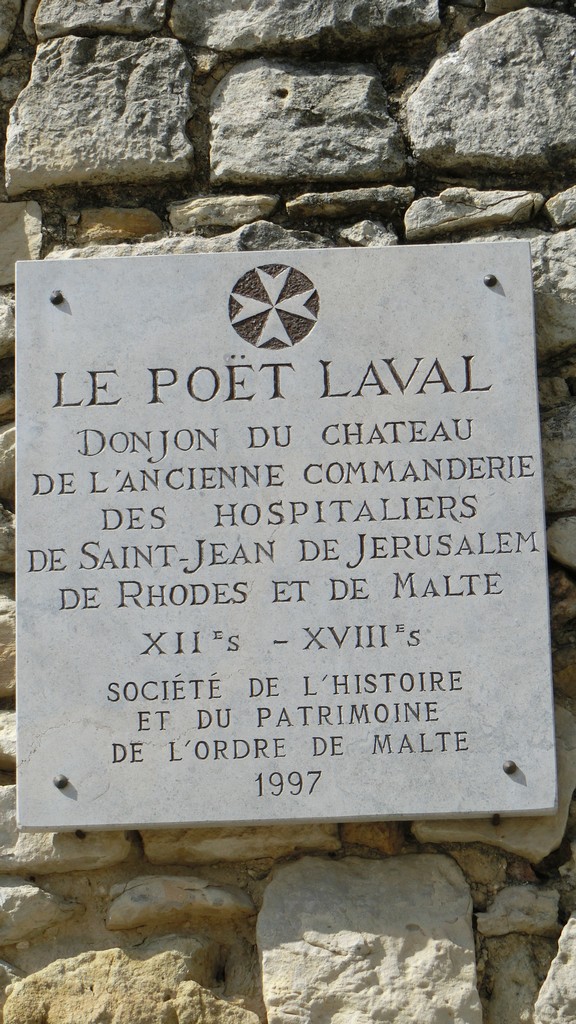 LE POËT LAVAL
DONJON DU CHATEAU
DE L'ANCIENNE COMMANDERIE
DES HOSPITALIERS
DE SAINT-JEAN DE JERUSALEM
DE RHODES ET DE MALTE
XIIᴱS - XVIIIᴱS
SOCIÉTÉ DE L'HISTOIRE
ET DU PATRIMOINE
DE L'ORDRE DE MALTE
1997